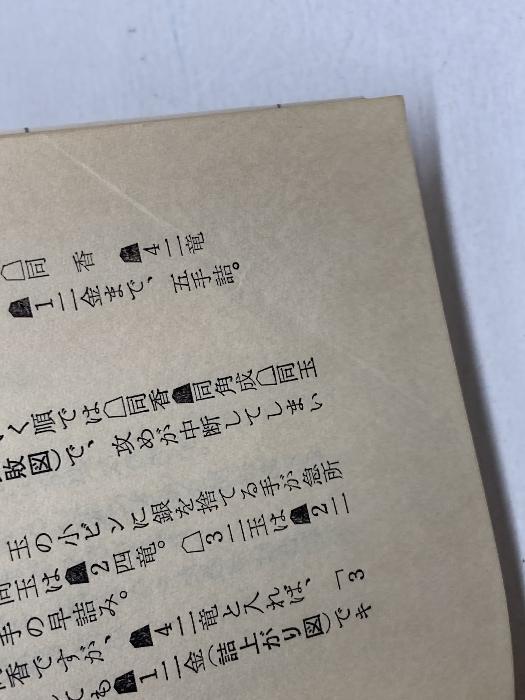 ☖同　香　☗4二竜
☗1二金まで、五手詰。
く順では☖同香☗同角成☖同玉
敗図)で、攻めが中断してしまい
玉の小ビンに銀を捨てる手が急所
同玉は☗2四竜。☖3二玉は☗2二
手の早詰み。
香ですが、☗4二竜と入れば、「3
ても☗1二金(詰上がり図)でキ